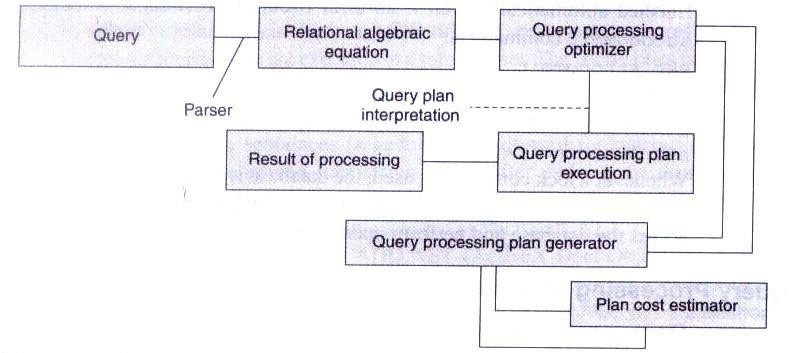 Query
Relational algebraic
equation
Query processing
optimizer
Parser
Query plan
interpretation
Result of processing
Query processing plan
execution
Query processing plan generator
Plan cost estimator